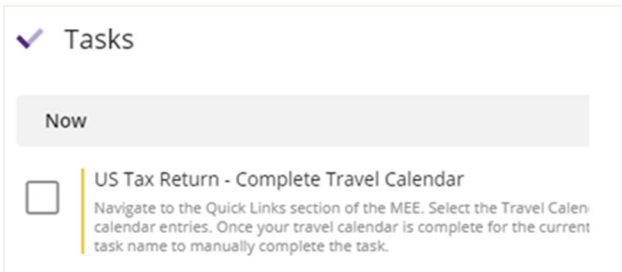 Tasks
Now
US Tax Return - Complete Travel Calendar
Navigate to the Quick Links section of the MEE. Select the Travel Calen
calendar entries. Once your travel calendar is complete for the current
task name to manually complete the task.